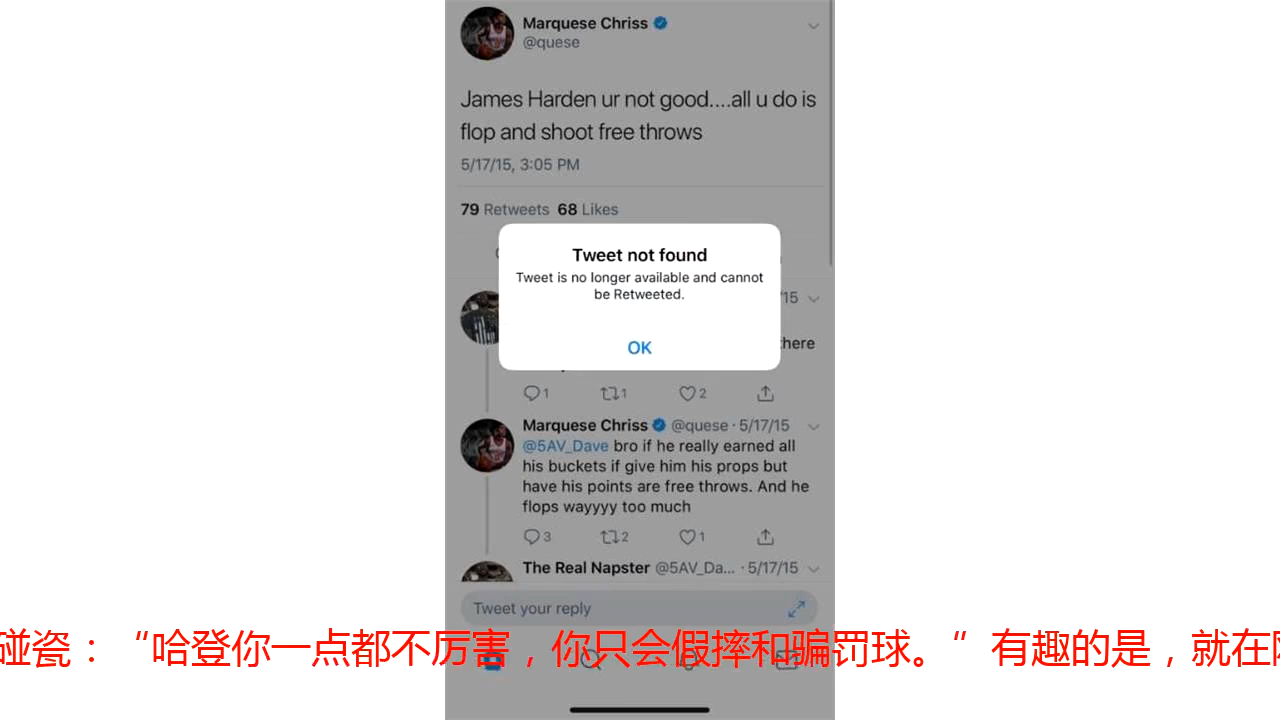 Marquese Chriss
@quese
James Harden ur not good....all u do is
flop and shoot free throws
5/17/15, 3:05 PM
79 Retweets 68 Likes
Tweet not found
Tweet is no longer available and cannot
be Retweeted.
OK
/15
here
1 1 2
Marquese Chriss @quese · 5/17/15
@5AV_Dave bro if he really earned all
his buckets if give him his props but
have his points are free throws. And he
flops wayyyy too much
3 2 1
The Real Napster @5AV_Da... · 5/17/15
Tweet your reply
碰瓷：“哈登你一点都不厉害，你只会假摔和骗罚球。”有趣的是，就在